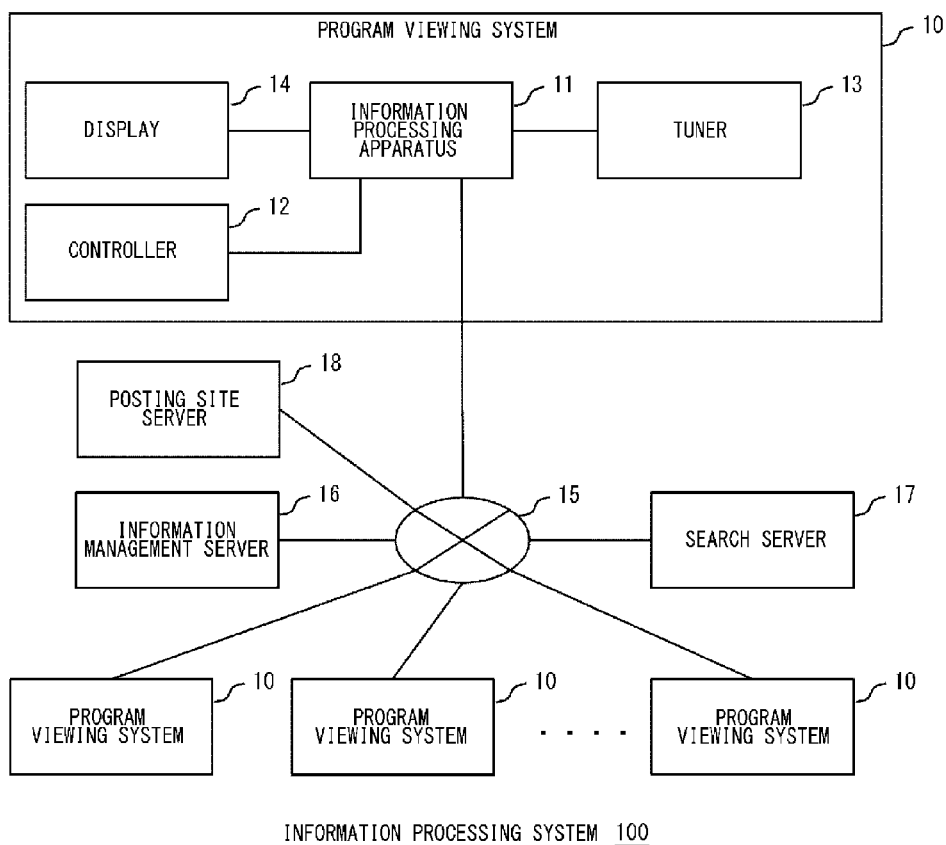 PROGRAM VIEWING SYSTEM
10
14
11
13
DISPLAY
INFORMATION
PROCESSING
APPARATUS
TUNER
12
CONTROLLER
18
POSTING SITE
SERVER
16
15
17
INFORMATION
MANAGEMENT SERVER
SEARCH SERVER
10
10
10
PROGRAM
VIEWING SYSTEM
PROGRAM
VIEWING SYSTEM
. . . .
PROGRAM
VIEWING SYSTEM
INFORMATION PROCESSING SYSTEM 100